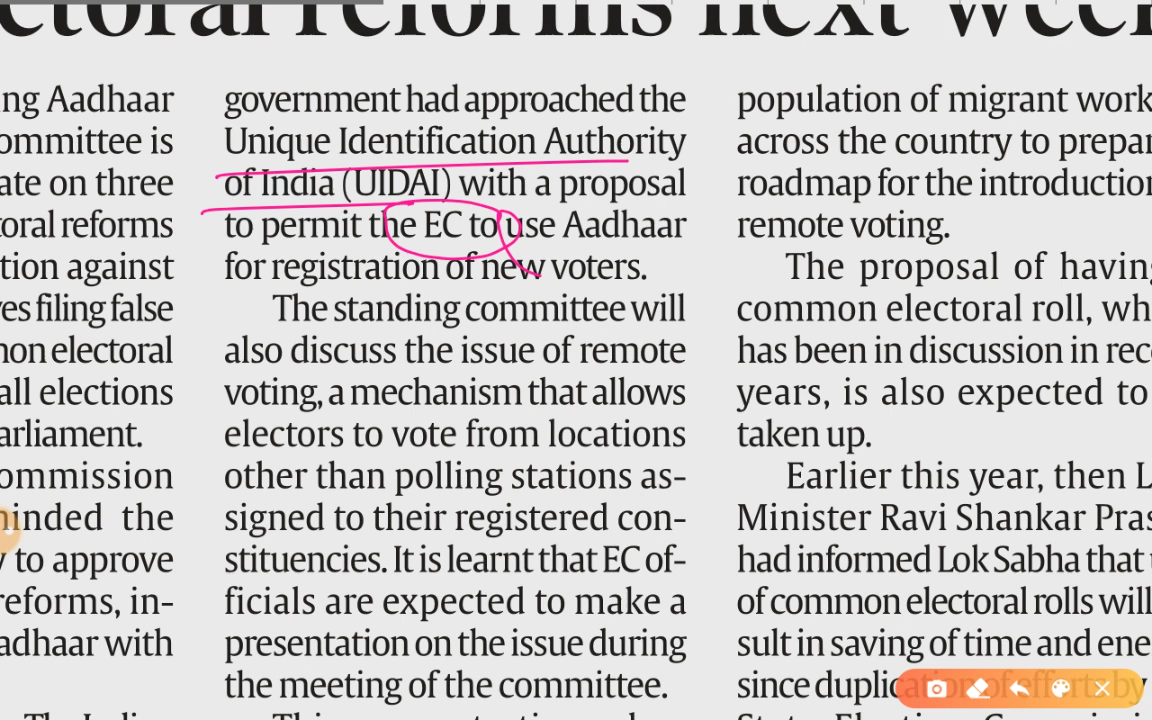 ctoral reforms next week
ng Aadhaar
ommittee is
ate on three
toral reforms
tion against
es filing false
non electoral
all elections
arliament.
ommission
inded the
to approve
reforms, in-
adhaar with
government had approached the
Unique Identification Authority
of India (UIDAI) with a proposal
to permit the EC to use Aadhaar
for registration of new voters.
The standing committee will
also discuss the issue of remote
voting, a mechanism that allows
electors to vote from locations
other than polling stations as-
signed to their registered con-
stituencies. It is learnt that EC of-
ficials are expected to make a
presentation on the issue during
the meeting of the committee.
population of migrant work
across the country to prepar
roadmap for the introduction
remote voting.
The proposal of having
common electoral roll, wh
has been in discussion in rec
years, is also expected to
taken up.
Earlier this year, then L
Minister Ravi Shankar Pras
had informed Lok Sabha that
of common electoral rolls will
sult in saving of time and ene
since duplication of efforts by